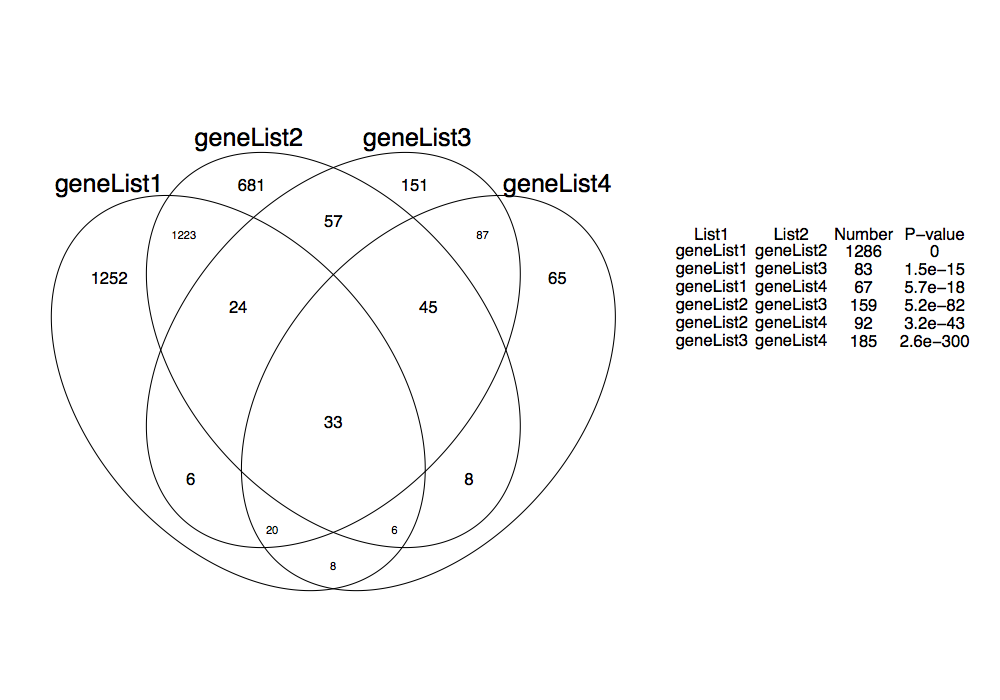 geneList2 geneList3
geneList1 geneList4
681 151
57
1223 87
1252 65
24 45
33
6 8
20 6
8
List1 List2 Number P−value
geneList1 geneList2 1286 0
geneList1 geneList3 83 1.5e−15
geneList1 geneList4 67 5.7e−18
geneList2 geneList3 159 5.2e−82
geneList2 geneList4 92 3.2e−43
geneList3 geneList4 185 2.6e−300